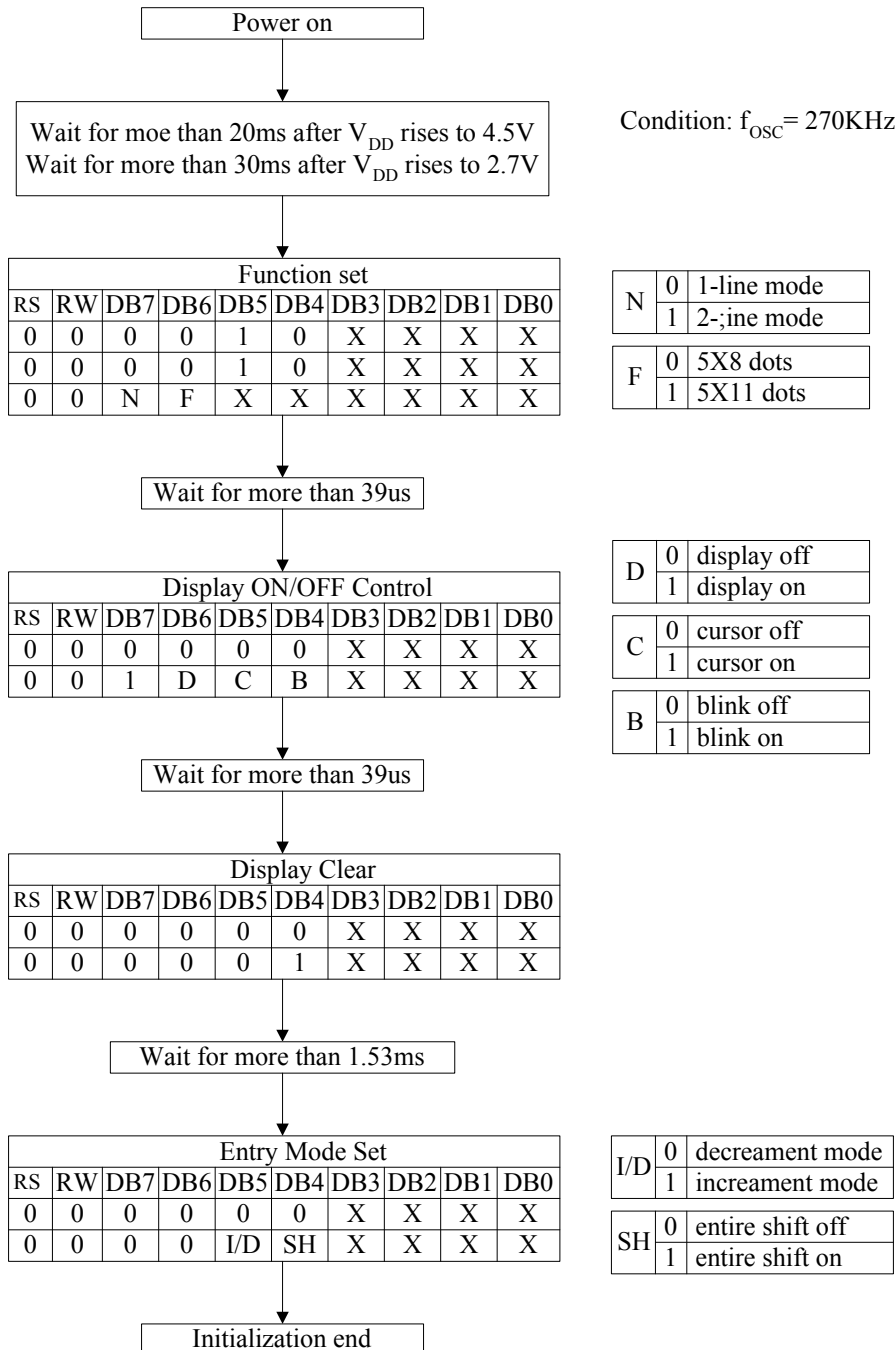 Power on
Wait for moe than 20ms after VDD rises to 4.5V
Wait for more than 30ms after VDD rises to 2.7V
Condition: fOSC= 270KHz
Function set
RS RW DB7 DB6 DB5 DB4 DB3 DB2 DB1 DB0
0 0 0 0 1 0 X X X X
0 0 0 0 1 0 X X X X
0 0 N F X X X X X X
N 0 1-line mode
1 2-;ine mode
F 0 5X8 dots
1 5X11 dots
Wait for more than 39us
Display ON/OFF Control
RS RW DB7 DB6 DB5 DB4 DB3 DB2 DB1 DB0
0 0 0 0 0 0 X X X X
0 0 1 D C B X X X X
D 0 display off
1 display on
C 0 cursor off
1 cursor on
B 0 blink off
1 blink on
Wait for more than 39us
Display Clear
RS RW DB7 DB6 DB5 DB4 DB3 DB2 DB1 DB0
0 0 0 0 0 0 X X X X
0 0 0 0 0 1 X X X X
Wait for more than 1.53ms
Entry Mode Set
RS RW DB7 DB6 DB5 DB4 DB3 DB2 DB1 DB0
0 0 0 0 0 0 X X X X
0 0 0 0 I/D SH X X X X
I/D 0 decreament mode
1 increament mode
SH 0 entire shift off
1 entire shift on
Initialization end